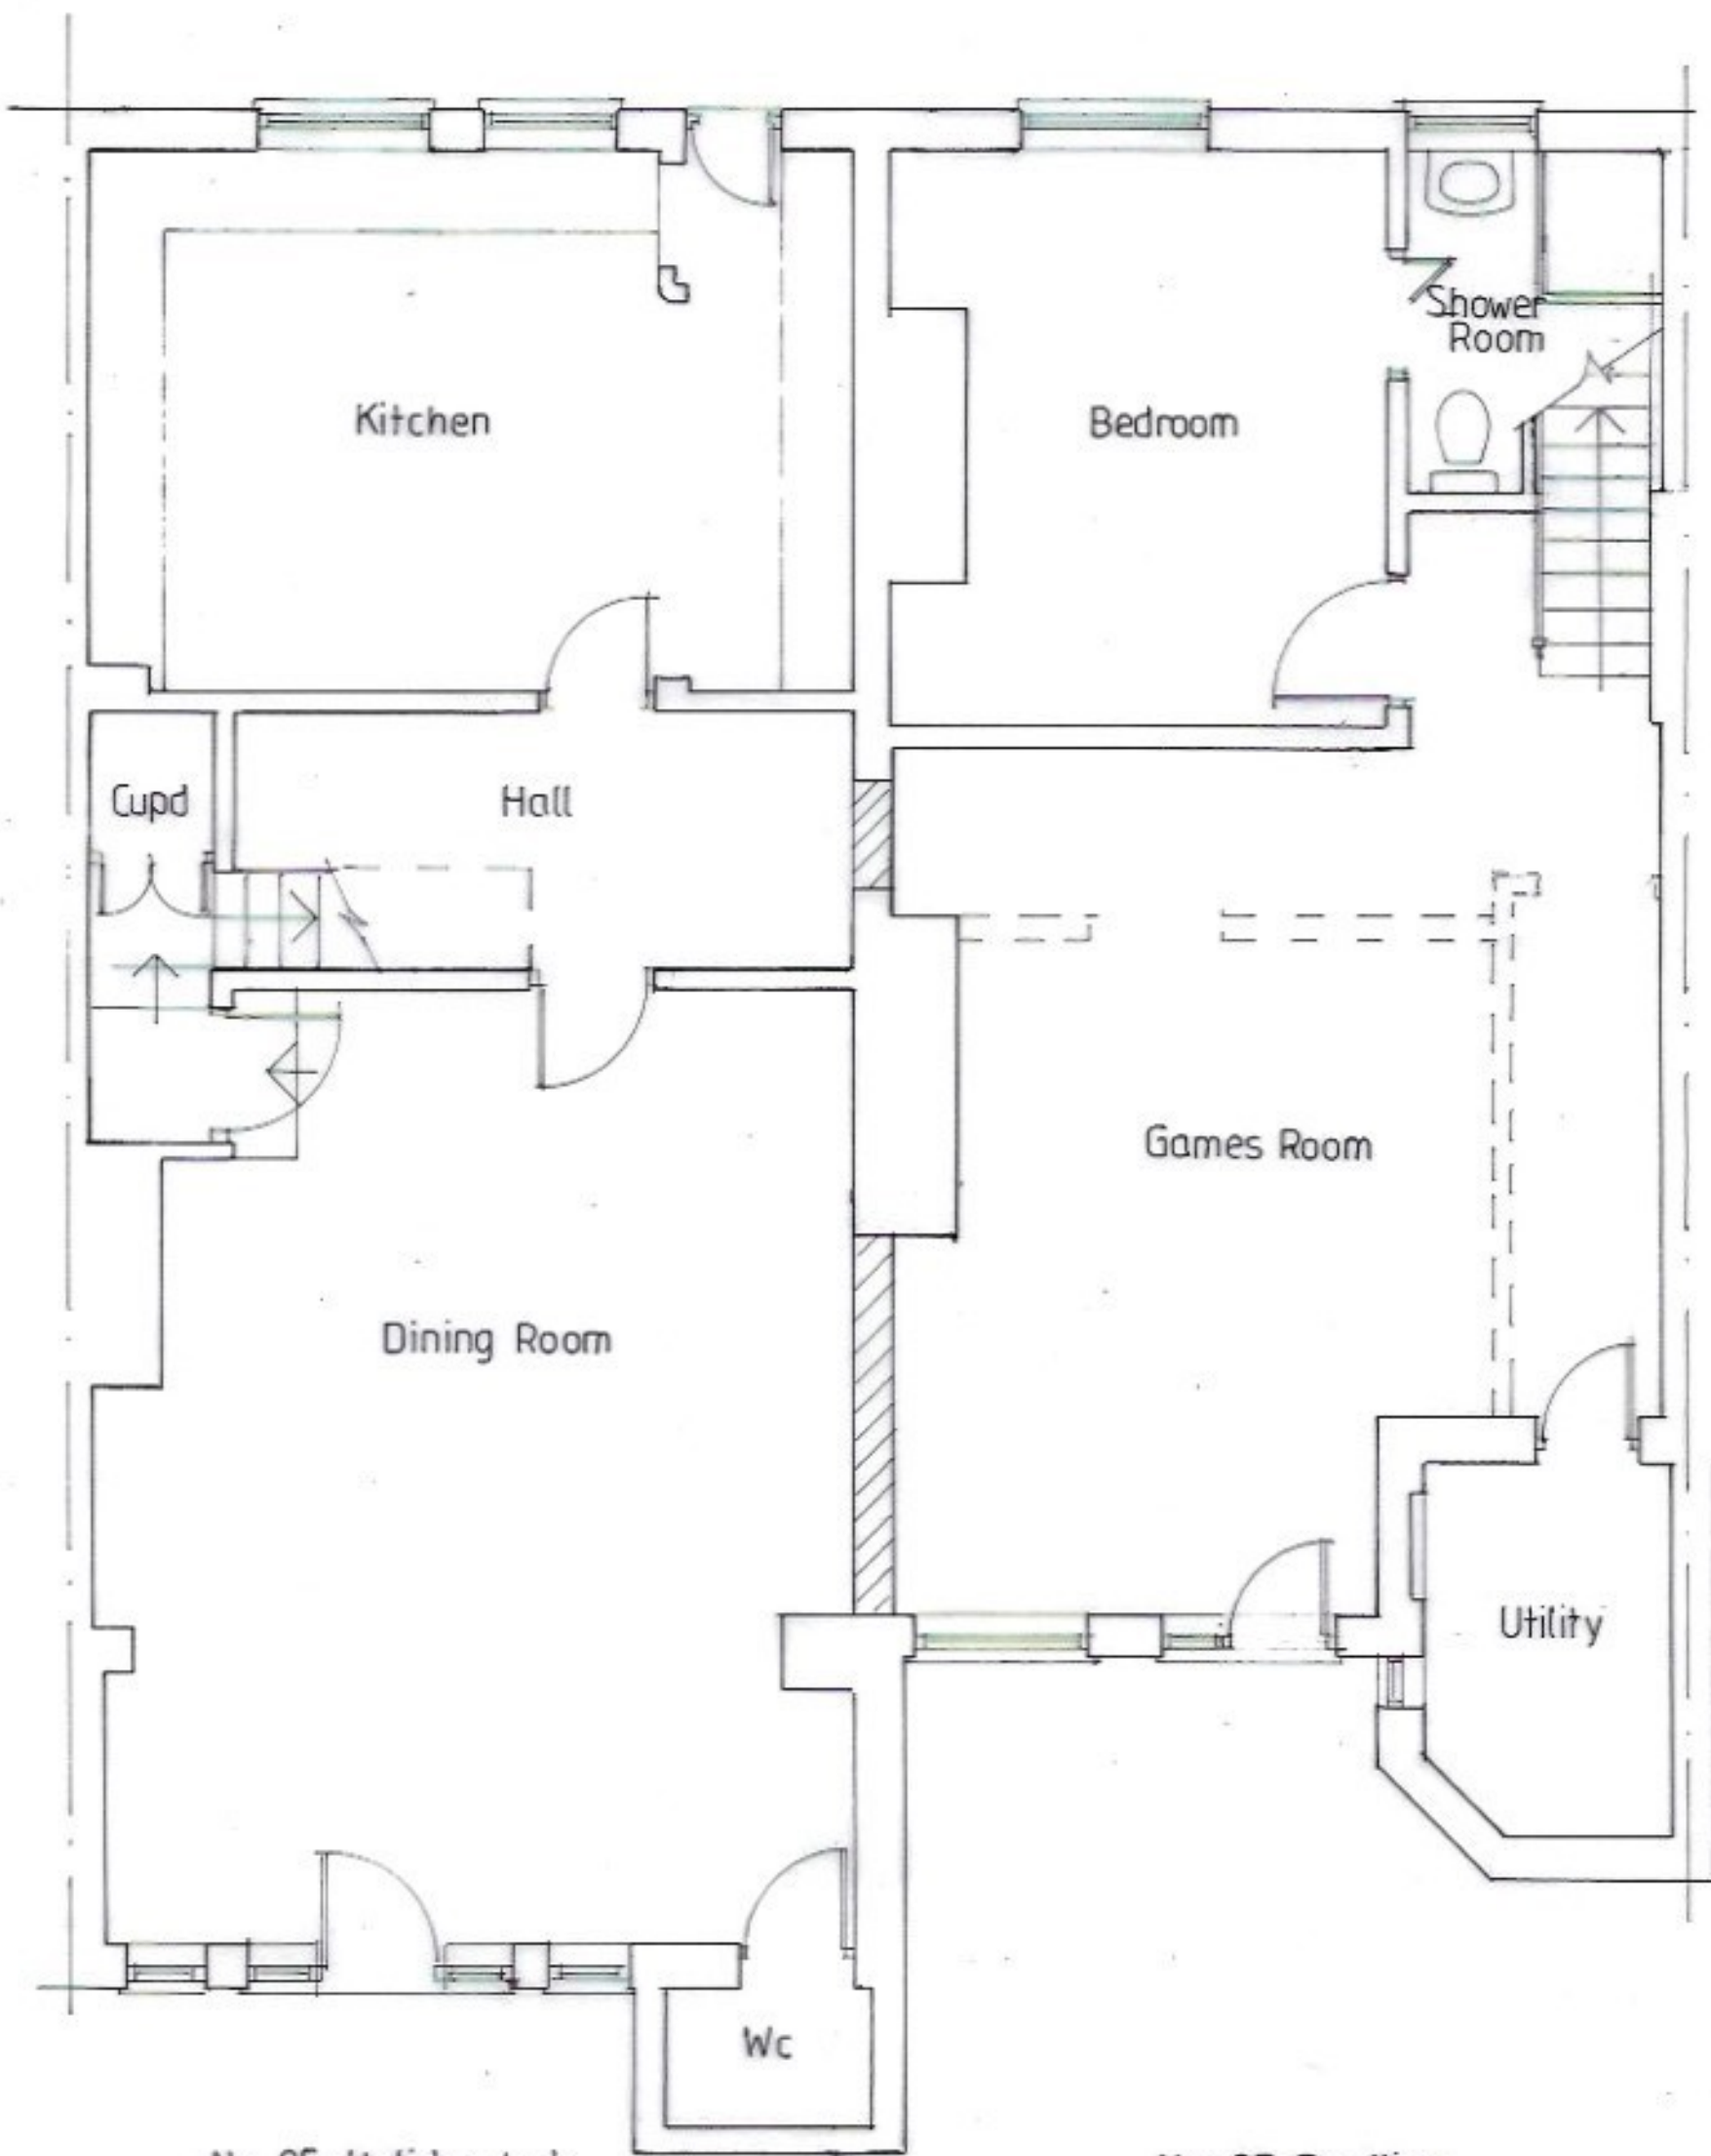 Kitchen
Bedroom
Shower
Room
Cupd
Hall
Games Room
Dining Room
Utility
Wc